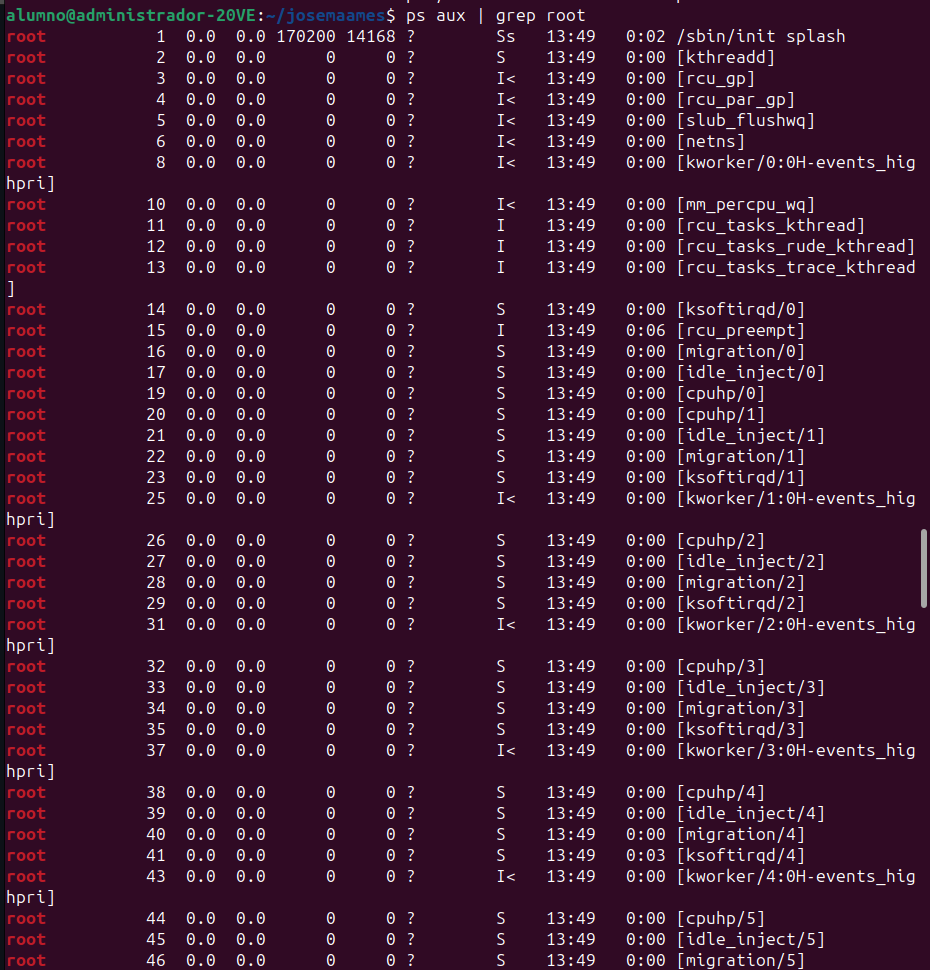 alumno@administrador-20VE:~/josemaames$ ps aux | grep root
root           1  0.0  0.0 170200 14168 ?        Ss   13:49   0:02 /sbin/init splash
root           2  0.0  0.0      0     0 ?        S    13:49   0:00 [kthreadd]
root           3  0.0  0.0      0     0 ?        I<   13:49   0:00 [rcu_gp]
root           4  0.0  0.0      0     0 ?        I<   13:49   0:00 [rcu_par_gp]
root           5  0.0  0.0      0     0 ?        I<   13:49   0:00 [slub_flushwq]
root           6  0.0  0.0      0     0 ?        I<   13:49   0:00 [netns]
root           8  0.0  0.0      0     0 ?        I<   13:49   0:00 [kworker/0:0H-events_hig
hpri]
root          10  0.0  0.0      0     0 ?        I<   13:49   0:00 [mm_percpu_wq]
root          11  0.0  0.0      0     0 ?        I    13:49   0:00 [rcu_tasks_kthread]
root          12  0.0  0.0      0     0 ?        I    13:49   0:00 [rcu_tasks_rude_kthread]
root          13  0.0  0.0      0     0 ?        I    13:49   0:00 [rcu_tasks_trace_kthread
]
root          14  0.0  0.0      0     0 ?        S    13:49   0:00 [ksoftirqd/0]
root          15  0.0  0.0      0     0 ?        I    13:49   0:06 [rcu_preempt]
root          16  0.0  0.0      0     0 ?        S    13:49   0:00 [migration/0]
root          17  0.0  0.0      0     0 ?        S    13:49   0:00 [idle_inject/0]
root          19  0.0  0.0      0     0 ?        S    13:49   0:00 [cpuhp/0]
root          20  0.0  0.0      0     0 ?        S    13:49   0:00 [cpuhp/1]
root          21  0.0  0.0      0     0 ?        S    13:49   0:00 [idle_inject/1]
root          22  0.0  0.0      0     0 ?        S    13:49   0:00 [migration/1]
root          23  0.0  0.0      0     0 ?        S    13:49   0:00 [ksoftirqd/1]
root          25  0.0  0.0      0     0 ?        I<   13:49   0:00 [kworker/1:0H-events_hig
hpri]
root          26  0.0  0.0      0     0 ?        S    13:49   0:00 [cpuhp/2]
root          27  0.0  0.0      0     0 ?        S    13:49   0:00 [idle_inject/2]
root          28  0.0  0.0      0     0 ?        S    13:49   0:00 [migration/2]
root          29  0.0  0.0      0     0 ?        S    13:49   0:00 [ksoftirqd/2]
root          31  0.0  0.0      0     0 ?        I<   13:49   0:00 [kworker/2:0H-events_hig
hpri]
root          32  0.0  0.0      0     0 ?        S    13:49   0:00 [cpuhp/3]
root          33  0.0  0.0      0     0 ?        S    13:49   0:00 [idle_inject/3]
root          34  0.0  0.0      0     0 ?        S    13:49   0:00 [migration/3]
root          35  0.0  0.0      0     0 ?        S    13:49   0:00 [ksoftirqd/3]
root          37  0.0  0.0      0     0 ?        I<   13:49   0:00 [kworker/3:0H-events_hig
hpri]
root          38  0.0  0.0      0     0 ?        S    13:49   0:00 [cpuhp/4]
root          39  0.0  0.0      0     0 ?        S    13:49   0:00 [idle_inject/4]
root          40  0.0  0.0      0     0 ?        S    13:49   0:00 [migration/4]
root          41  0.0  0.0      0     0 ?        S    13:49   0:03 [ksoftirqd/4]
root          43  0.0  0.0      0     0 ?        I<   13:49   0:00 [kworker/4:0H-events_hig
hpri]
root          44  0.0  0.0      0     0 ?        S    13:49   0:00 [cpuhp/5]
root          45  0.0  0.0      0     0 ?        S    13:49   0:00 [idle_inject/5]
root          46  0.0  0.0      0     0 ?        S    13:49   0:00 [migration/5]